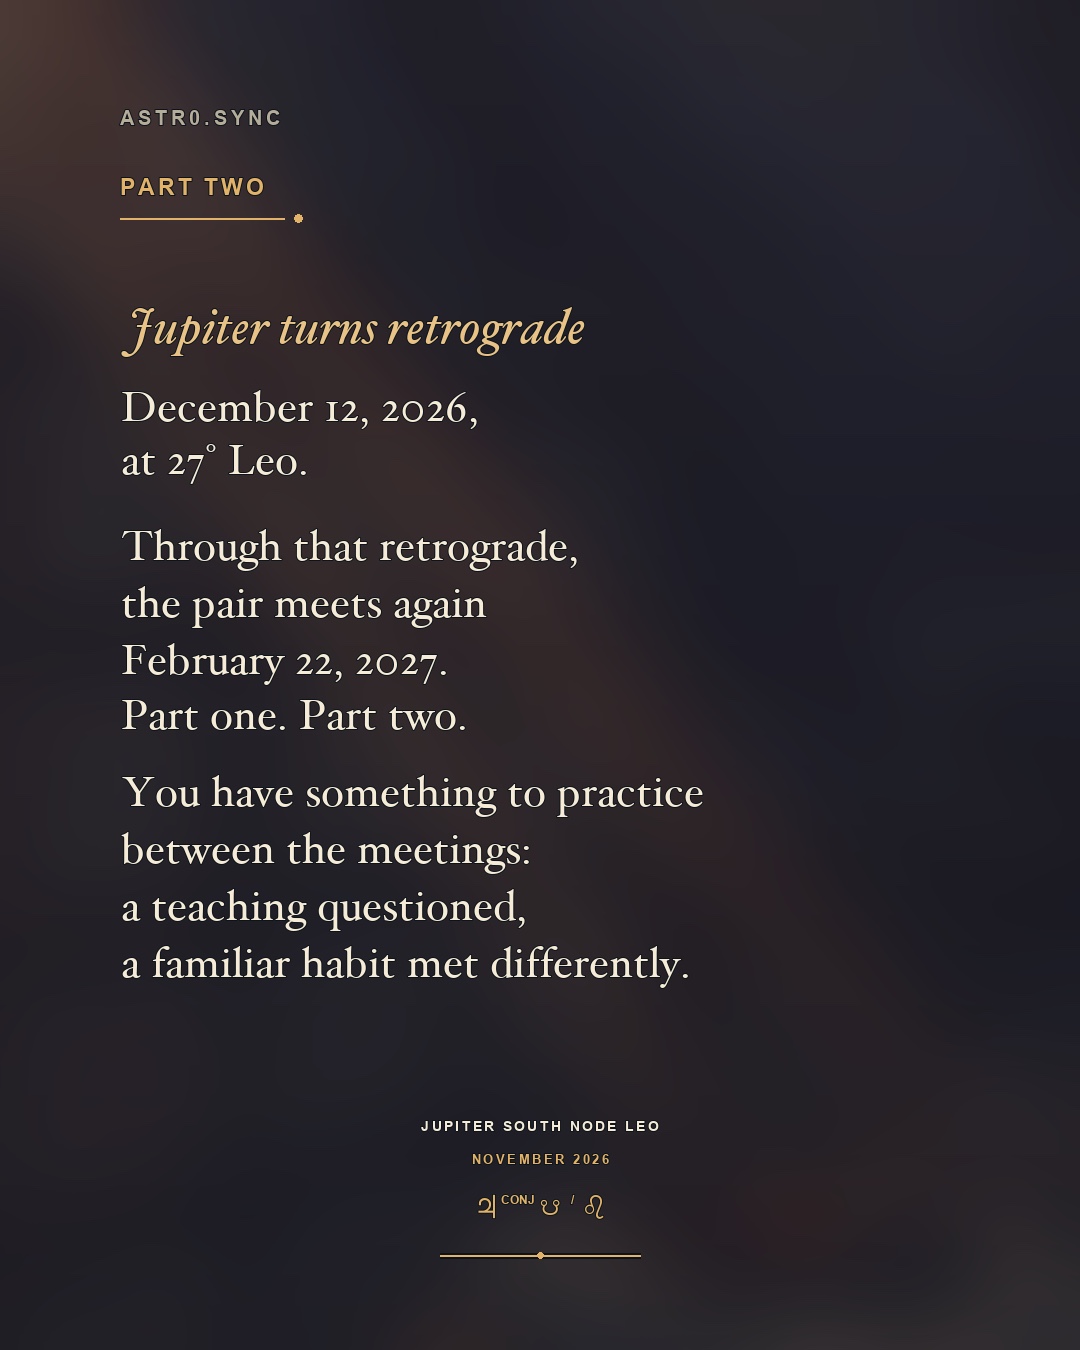 ASTR0.SYNC
PART TWO
Jupiter turns retrograde
December 12, 2026,
at 27° Leo.
Through that retrograde,
the pair meets again
February 22, 2027.
Part one. Part two.
You have something to practice
between the meetings:
a teaching questioned,
a familiar habit met differently.
JUPITER SOUTH NODE LEO
NOVEMBER 2026
♃ CONJ ☋ / ♌